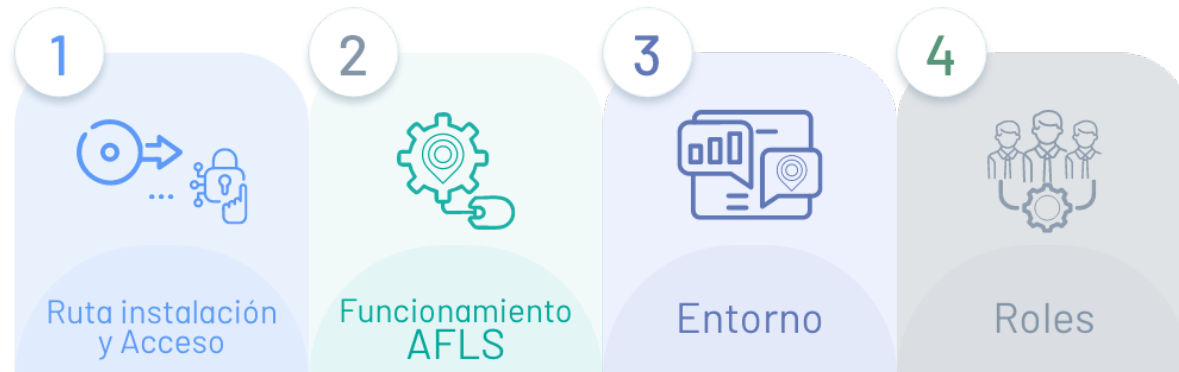 1
2
3
4
Ruta instalación
y Acceso
Funcionamiento
AFLS
Entorno
Roles